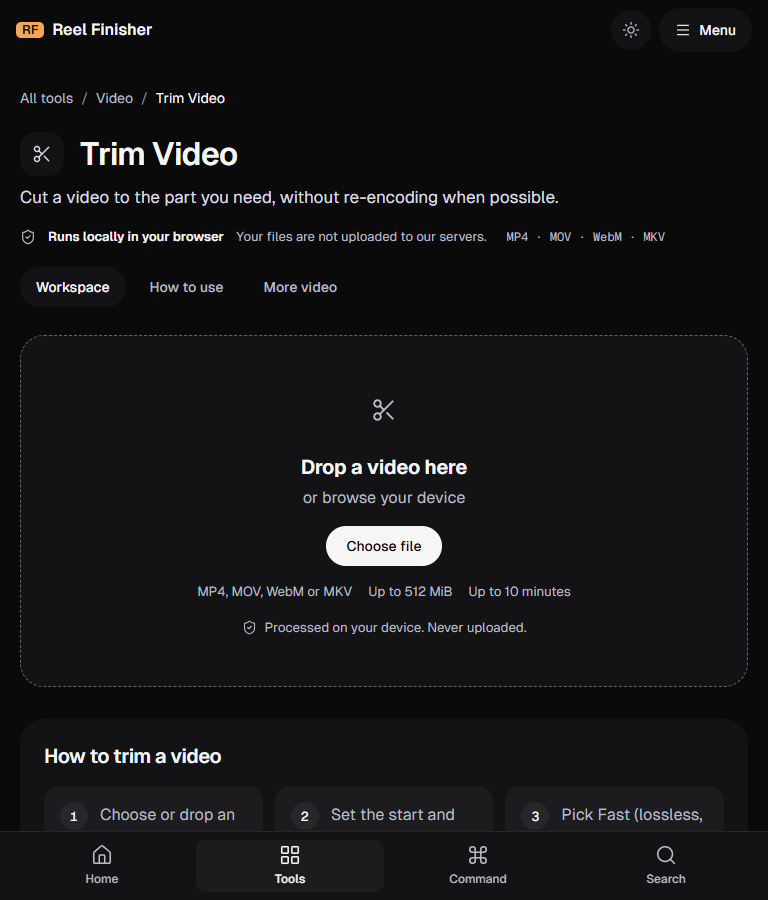 RF Reel Finisher
Menu
All tools / Video / Trim Video
Trim Video
Cut a video to the part you need, without re-encoding when possible.
Runs locally in your browser Your files are not uploaded to our servers. MP4 · MOV · WebM · MKV
Workspace How to use More video
Drop a video here
or browse your device
Choose file
MP4, MOV, WebM or MKV Up to 512 MiB Up to 10 minutes
Processed on your device. Never uploaded.
How to trim a video
1 Choose or drop an 2 Set the start and 3 Pick Fast (lossless,
Home Tools Command Search